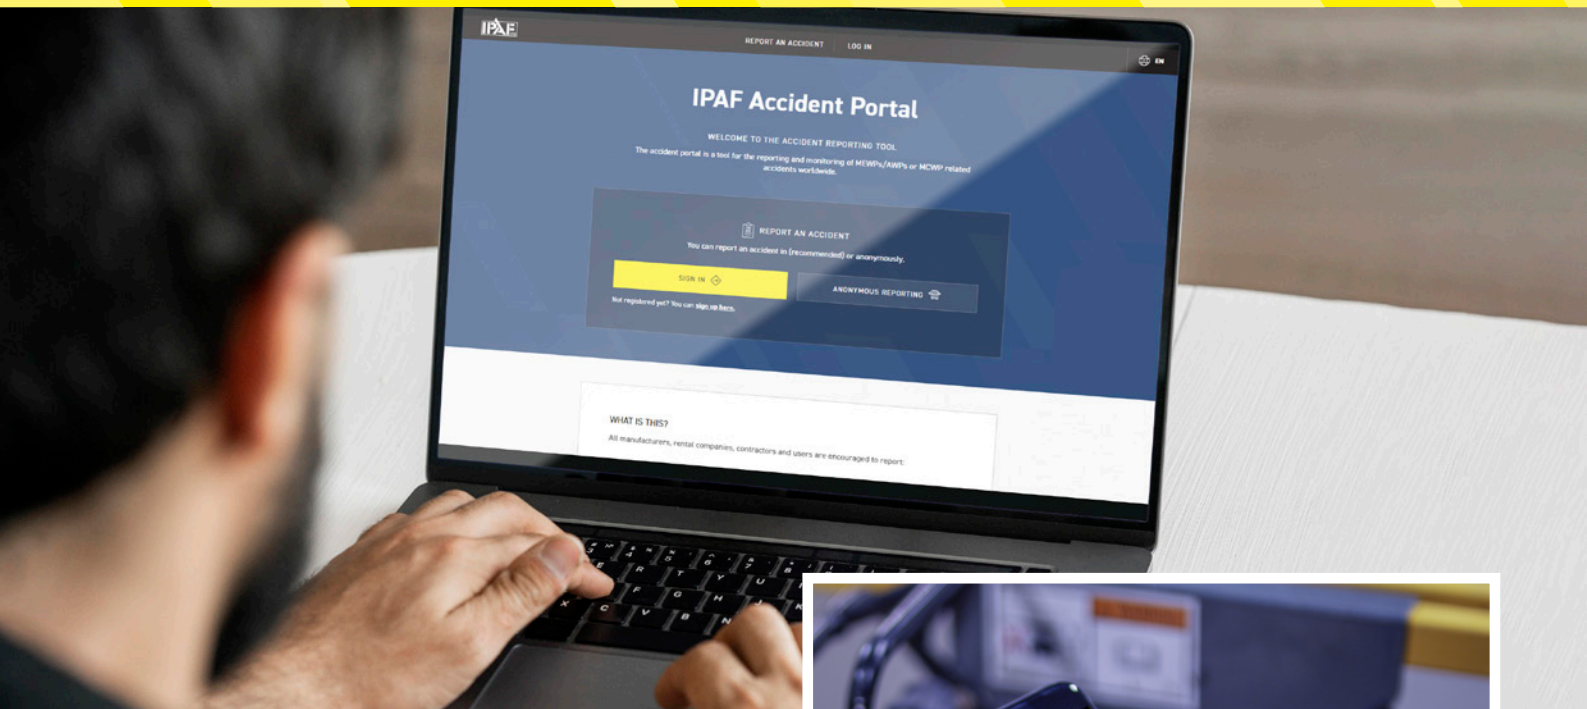 IPAF
REPORT AN ACCIDENT
LOG IN
EN
IPAF Accident Portal
WELCOME TO THE ACCIDENT REPORTING TOOL
The accident portal is a tool for the reporting and monitoring of MEWPs/AWPs or MCWP related
accidents worldwide.
REPORT AN ACCIDENT
You can report an accident in (recommended) or anonymously.
SIGN IN
ANONYMOUS REPORTING
Not registered yet? You can sign up here.
WHAT IS THIS?
All manufacturers, rental companies, contractors and users are encouraged to report:
E R T Y U
F G H J K
X C V B N